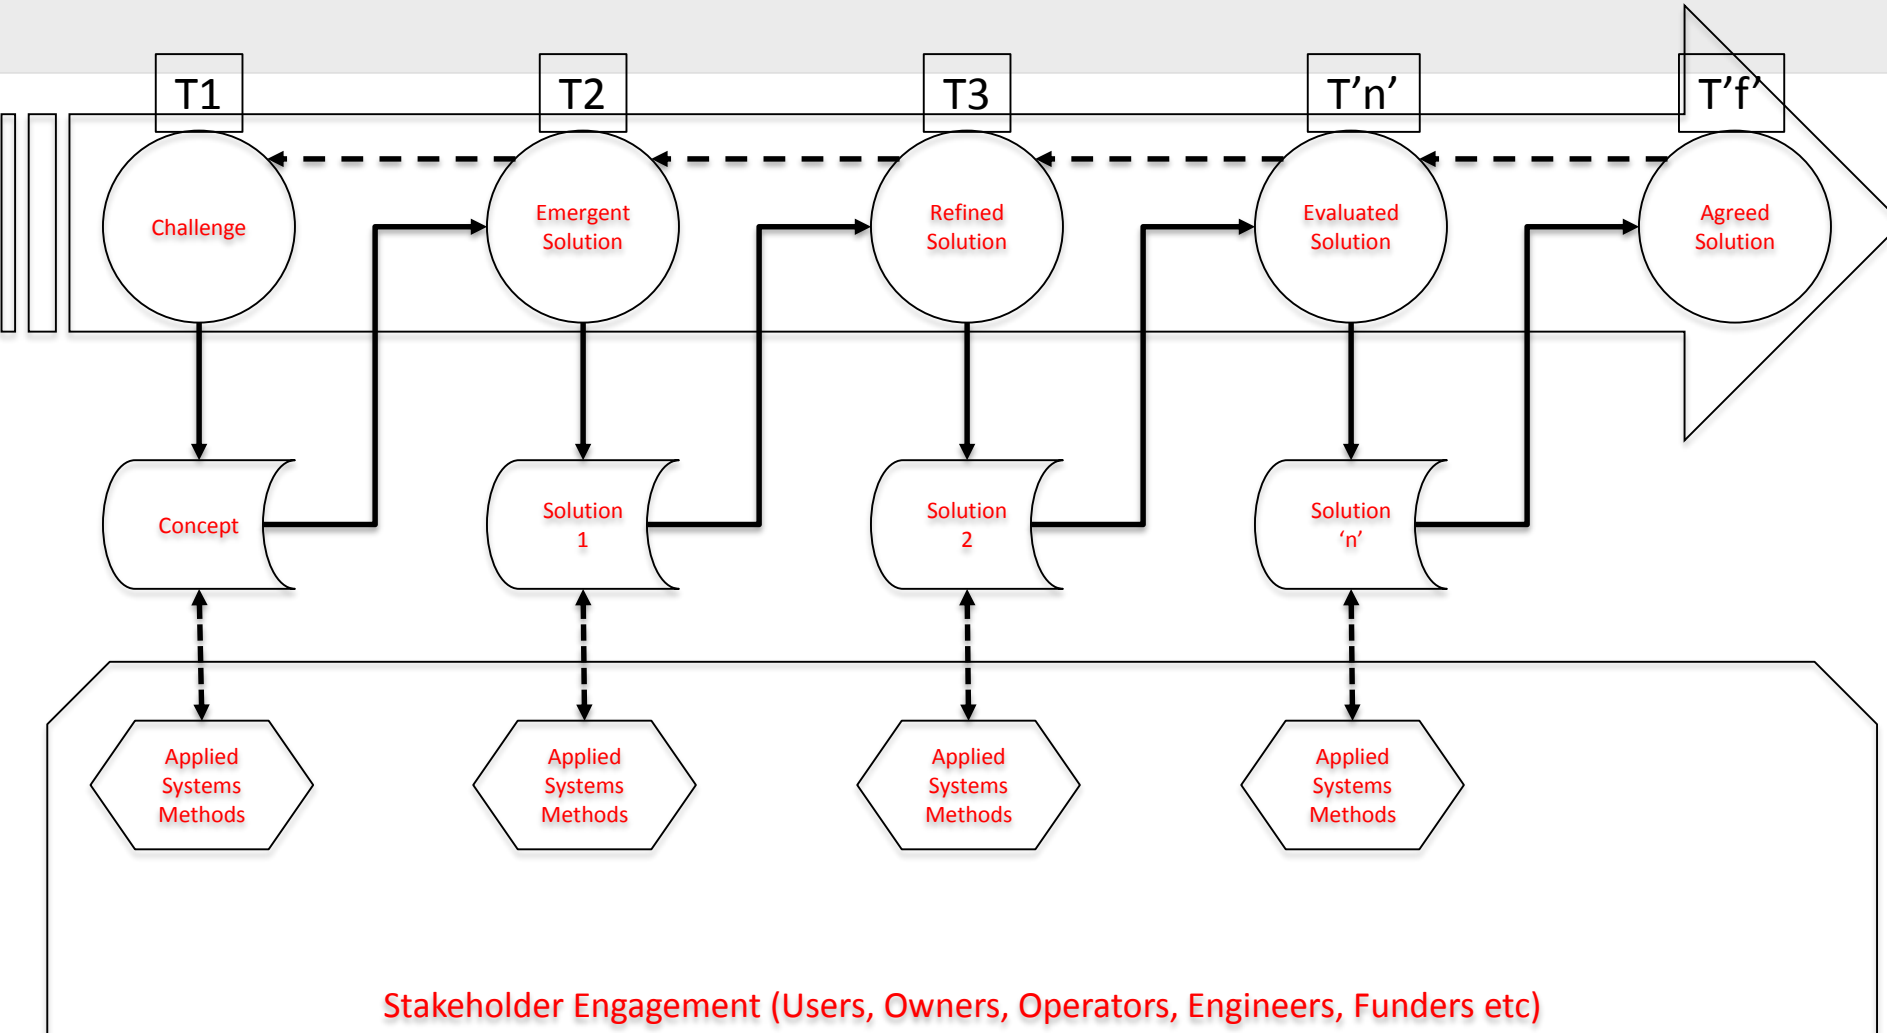 T1
T2
T3
T’n’
T’f’
Challenge
Emergent
Solution
Refined
Solution
Evaluated
Solution
Agreed
Solution
Concept
Solution
1
Solution
2
Solution
‘n’
Applied
Systems
Methods
Applied
Systems
Methods
Applied
Systems
Methods
Applied
Systems
Methods
Stakeholder Engagement (Users, Owners, Operators, Engineers, Funders etc)